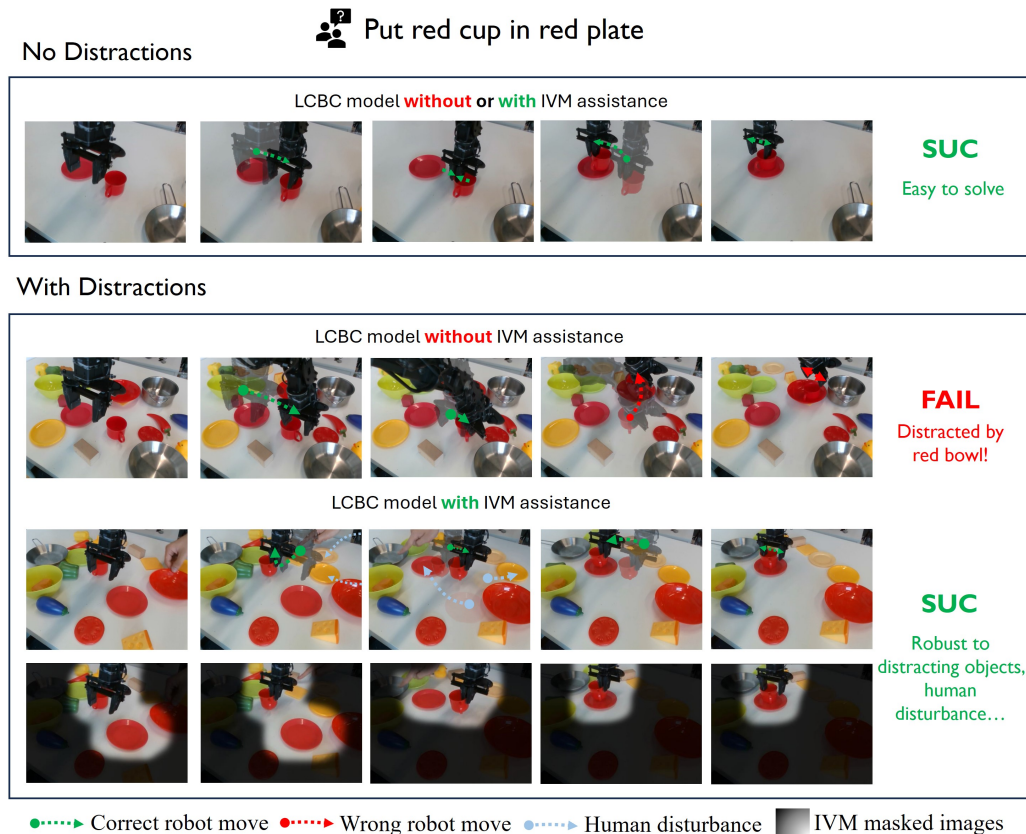 ?
Put red cup in red plate
No Distractions
LCBC model without or with IVM assistance
SUC
Easy to solve
With Distractions
LCBC model without IVM assistance
FAIL
Distracted by
red bowl!
LCBC model with IVM assistance
SUC
Robust to
distracting objects,
human
disturbance…
Correct robot move
Wrong robot move
Human disturbance
IVM masked images